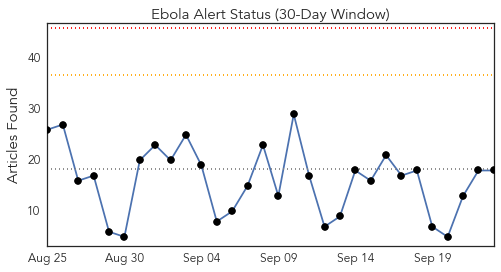 Ebola Alert Status (30-Day Window)
Articles Found
40
30
20
10
Aug 25 Aug 30 Sep 04 Sep 09 Sep 14 Sep 19